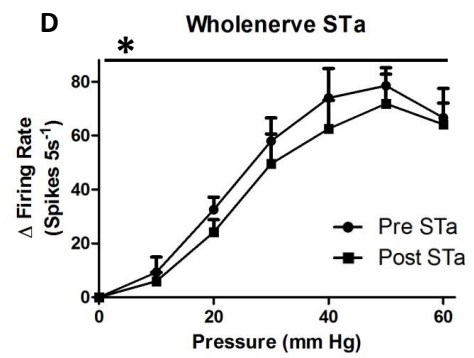 D
Wholenerve STa
*
Δ Firing Rate
(Spikes 5s⁻¹)
80
60
40
20
0
Pre STa
Post STa
0 20 40 60
Pressure (mm Hg)